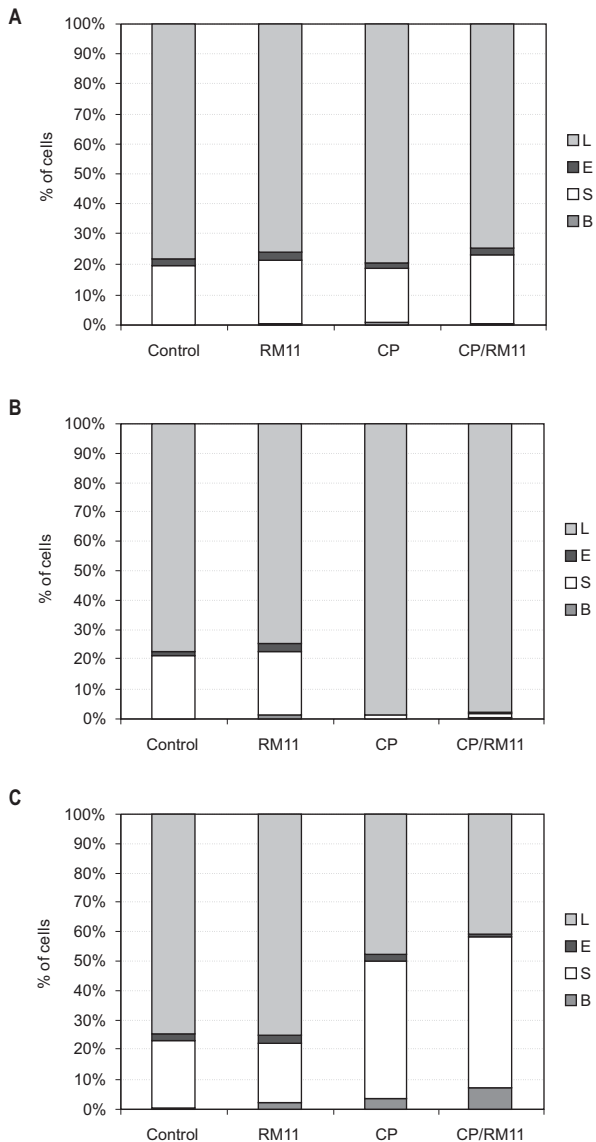 A
100%
90%
80%
70%
60%
50%
40%
30%
20%
10%
0%
% of cells
Control RM11 CP CP/RM11
L
E
S
B
B
100%
90%
80%
70%
60%
50%
40%
30%
20%
10%
0%
% of cells
Control RM11 CP CP/RM11
L
E
S
B
C
100%
90%
80%
70%
60%
50%
40%
30%
20%
10%
0%
% of cells
Control RM11 CP CP/RM11
L
E
S
B